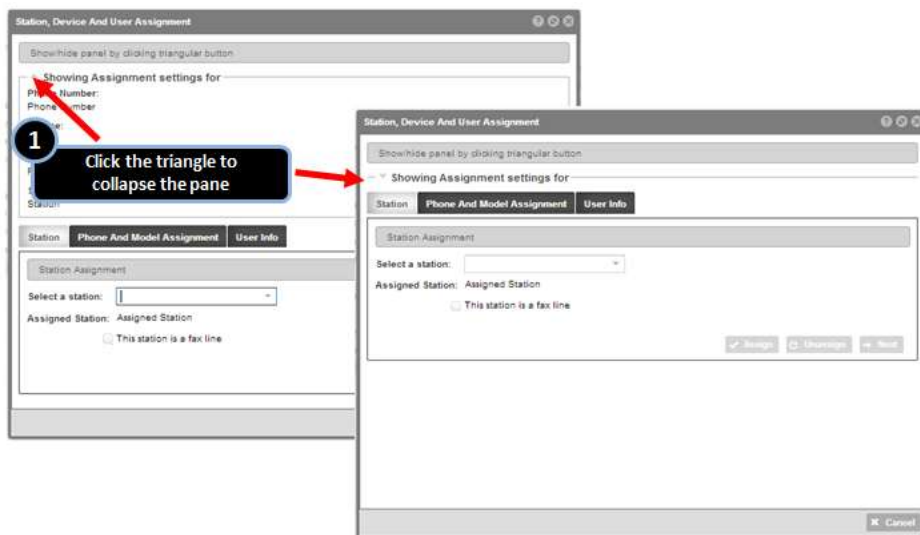 Station, Device And User Assignment
Show/hide panel by clicking triangular button
Showing Assignment settings for
Phone Number:
Phone Number
1
Click the triangle to
collapse the pane
Station
Station
Phone And Model Assignment
User Info
Station Assignment
Select a station:
Assigned Station: Assigned Station
This station is a fax line
Station, Device And User Assignment
Show/hide panel by clicking triangular button
Showing Assignment settings for
Station
Phone And Model Assignment
User Info
Station Assignment
Select a station:
Assigned Station: Assigned Station
This station is a fax line
Assign
Unassign
Next
Cancel